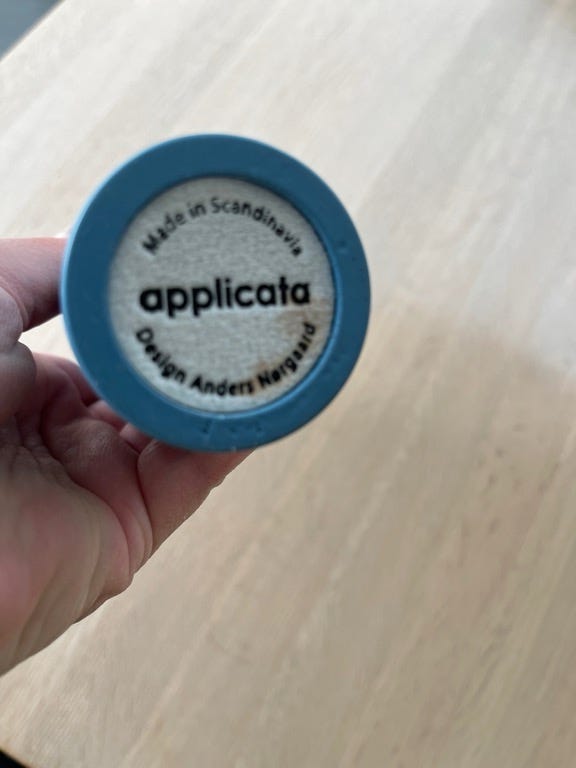 Made in Scandinavia
applicata
Design Anders Nørgaard